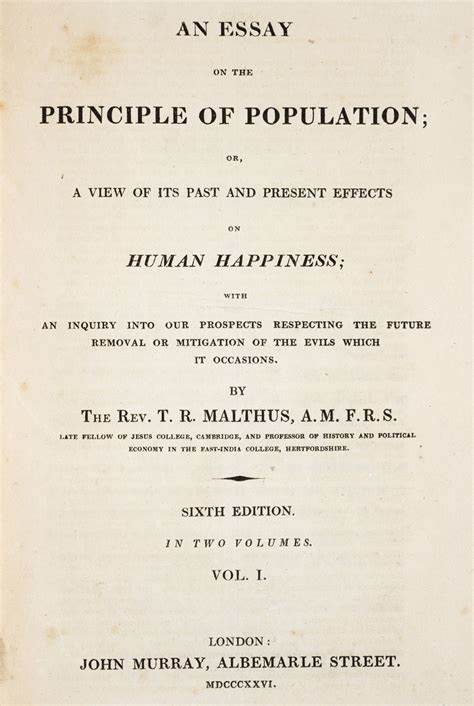 AN ESSAY
ON THE
PRINCIPLE OF POPULATION;
OR,
A VIEW OF ITS PAST AND PRESENT EFFECTS
ON
HUMAN HAPPINESS;
WITH
AN INQUIRY INTO OUR PROSPECTS RESPECTING THE FUTURE
REMOVAL OR MITIGATION OF THE EVILS WHICH
IT OCCASIONS.
BY
THE REV. T. R. MALTHUS, A.M. F.R.S.
LATE FELLOW OF JESUS COLLEGE, CAMBRIDGE, AND PROFESSOR OF HISTORY AND POLITICAL
ECONOMY IN THE EAST-INDIA COLLEGE, HERTFORDSHIRE.
SIXTH EDITION.
IN TWO VOLUMES.
VOL. I.
LONDON:
JOHN MURRAY, ALBEMARLE STREET.
MDCCCXXVI.